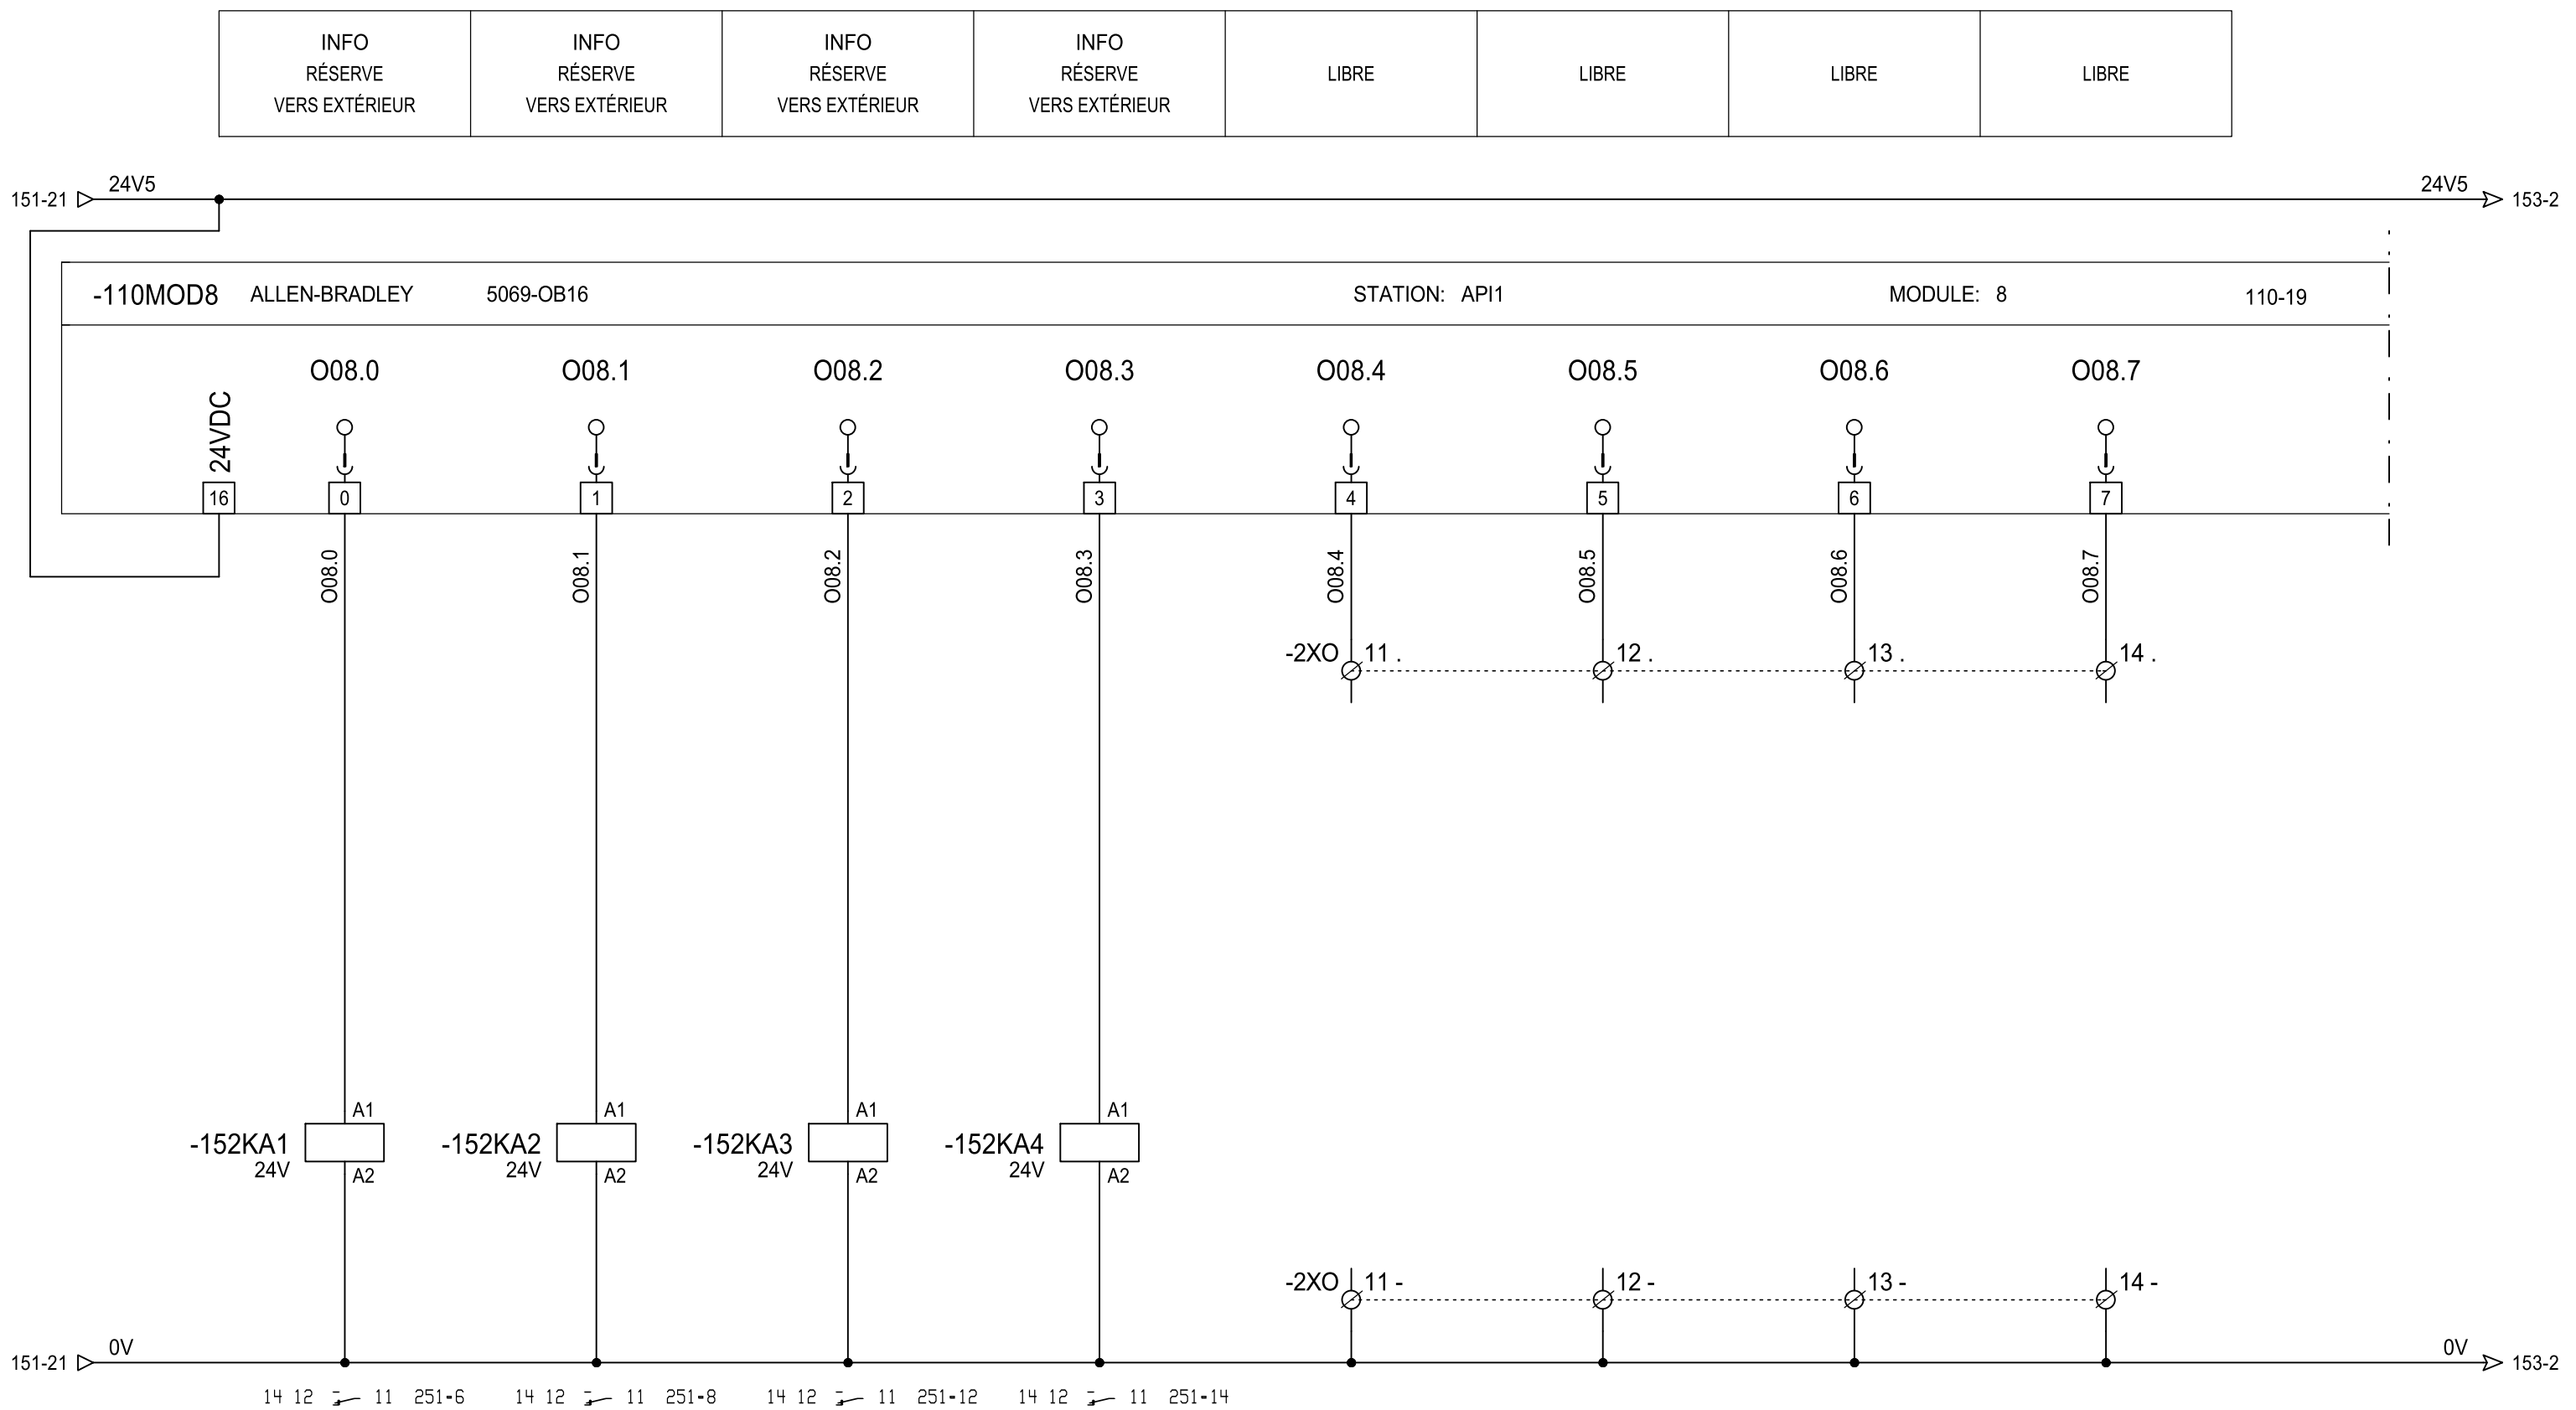 INFO
RÉSERVE
VERS EXTÉRIEUR
INFO
RÉSERVE
VERS EXTÉRIEUR
INFO
RÉSERVE
VERS EXTÉRIEUR
INFO
RÉSERVE
VERS EXTÉRIEUR
LIBRE
LIBRE
LIBRE
LIBRE
151-21 24V5
24V5 153-2
-110MOD8 ALLEN-BRADLEY 5069-OB16 STATION: API1 MODULE: 8 110-19
O08.0 O08.1 O08.2 O08.3 O08.4 O08.5 O08.6 O08.7
24VDC
16 0 1 2 3 4 5 6 7
O08.0 O08.1 O08.2 O08.3 O08.4 O08.5 O08.6 O08.7
-2XO 11 . 12 . 13 . 14 .
A1 A1 A1 A1
-152KA1 -152KA2 -152KA3 -152KA4
24V 24V 24V 24V
A2 A2 A2 A2
-2XO 11 - 12 - 13 - 14 -
151-21 0V
0V 153-2
14 12 11 251-6 14 12 11 251-8 14 12 11 251-12 14 12 11 251-14